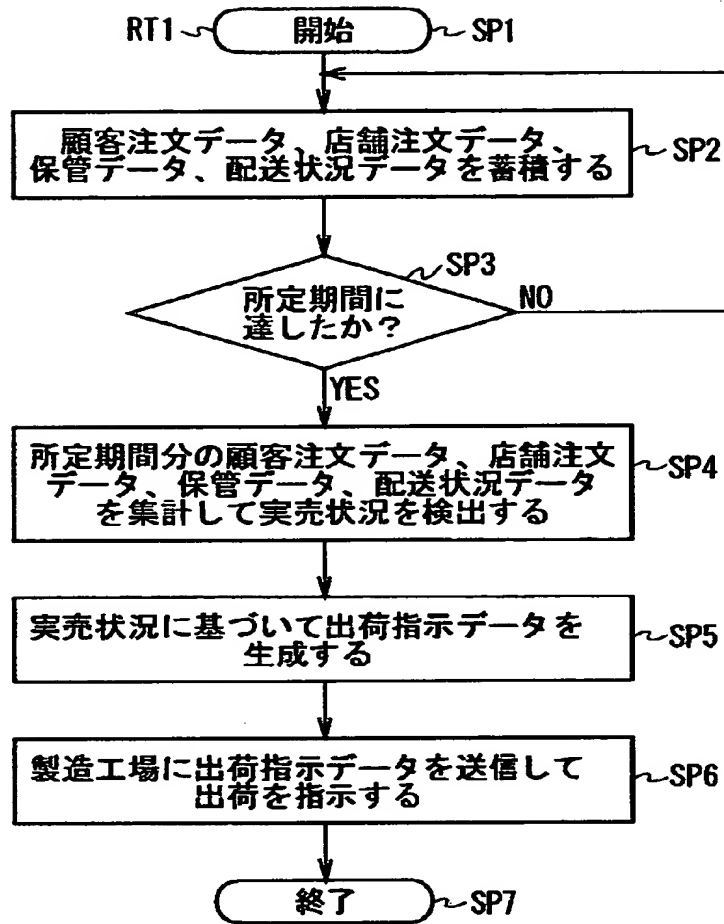 RT1 開始 SP1
顧客注文データ、店舗注文データ、
保管データ、配送状況データを蓄積する
SP2
SP3
所定期間に
達したか?
NO
YES
所定期間分の顧客注文データ、店舗注文
データ、保管データ、配送状況データ
を集計して実売状況を検出する
SP4
実売状況に基づいて出荷指示データを
生成する
SP5
製造工場に出荷指示データを送信して
出荷を指示する
SP6
終了 SP7